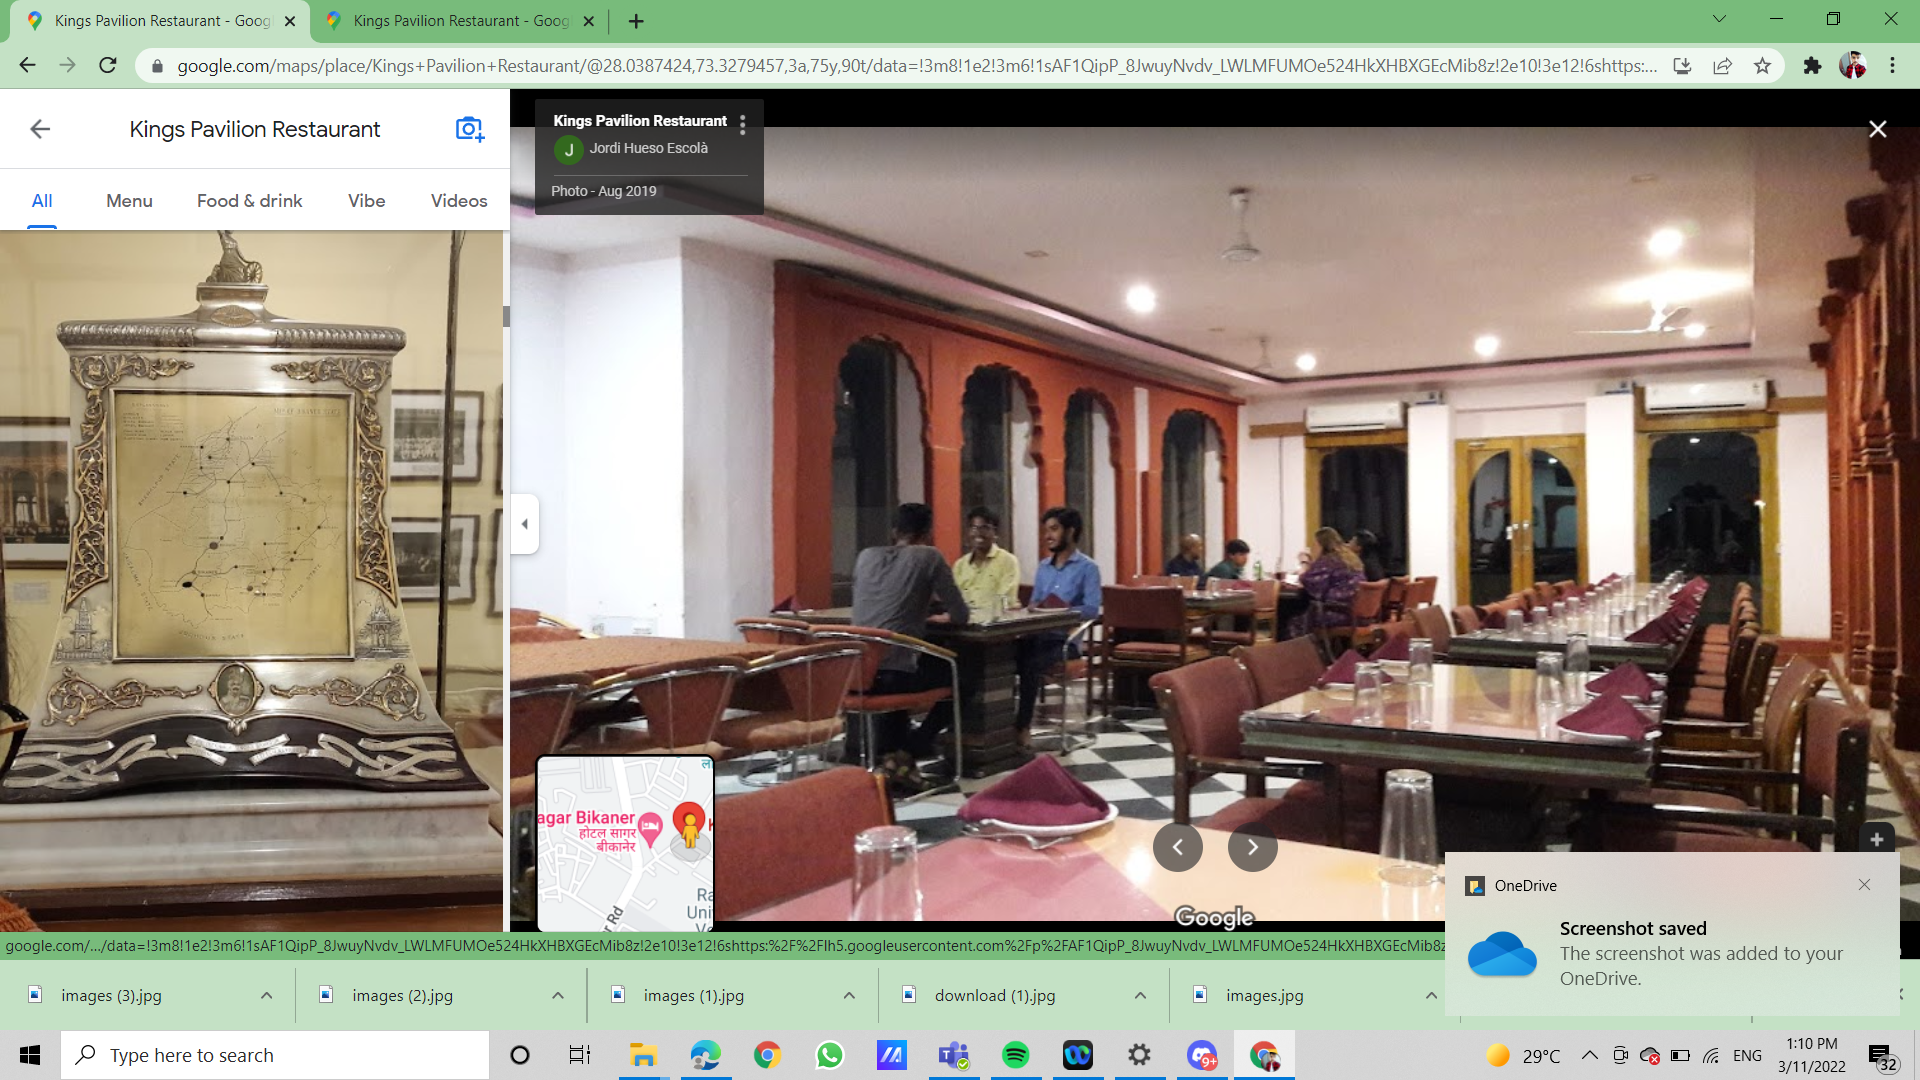 Kings Pavilion Restaurant - Goog
Kings Pavilion Restaurant - Goog
google.com/maps/place/Kings+Pavilion+Restaurant/@28.0387424,73.3279457,3a,75y,90t/data=!3m8!1e2!3m6!1sAF1QipP_8JwuyNvdv_LWLMFUMOe524HkXHBXGEcMib8z!2e10!3e12!6shttps:...
Kings Pavilion Restaurant
All
Menu
Food & drink
Vibe
Videos
Kings Pavilion Restaurant
J
Jordi Hueso Escolà
Photo - Aug 2019
agar Bikaner
होटल सागर
बीकानेर
Ra
Uni
Ve
r Rd
Google
google.com/.../data=!3m8!1e2!3m6!1sAF1QipP_8JwuyNvdv_LWLMFUMOe524HkXHBXGEcMib8z!2e10!3e12!6shttps:%2F%2Flh5.googleusercontent.com%2Fp%2FAF1QipP_8JwuyNvdv_LWLMFUMOe524HkXHBXGEcMib8z
OneDrive
Screenshot saved
The screenshot was added to your
OneDrive.
images (3).jpg
images (2).jpg
images (1).jpg
download (1).jpg
images.jpg
Type here to search
9+
29°C
ENG
1:10 PM
3/11/2022
32